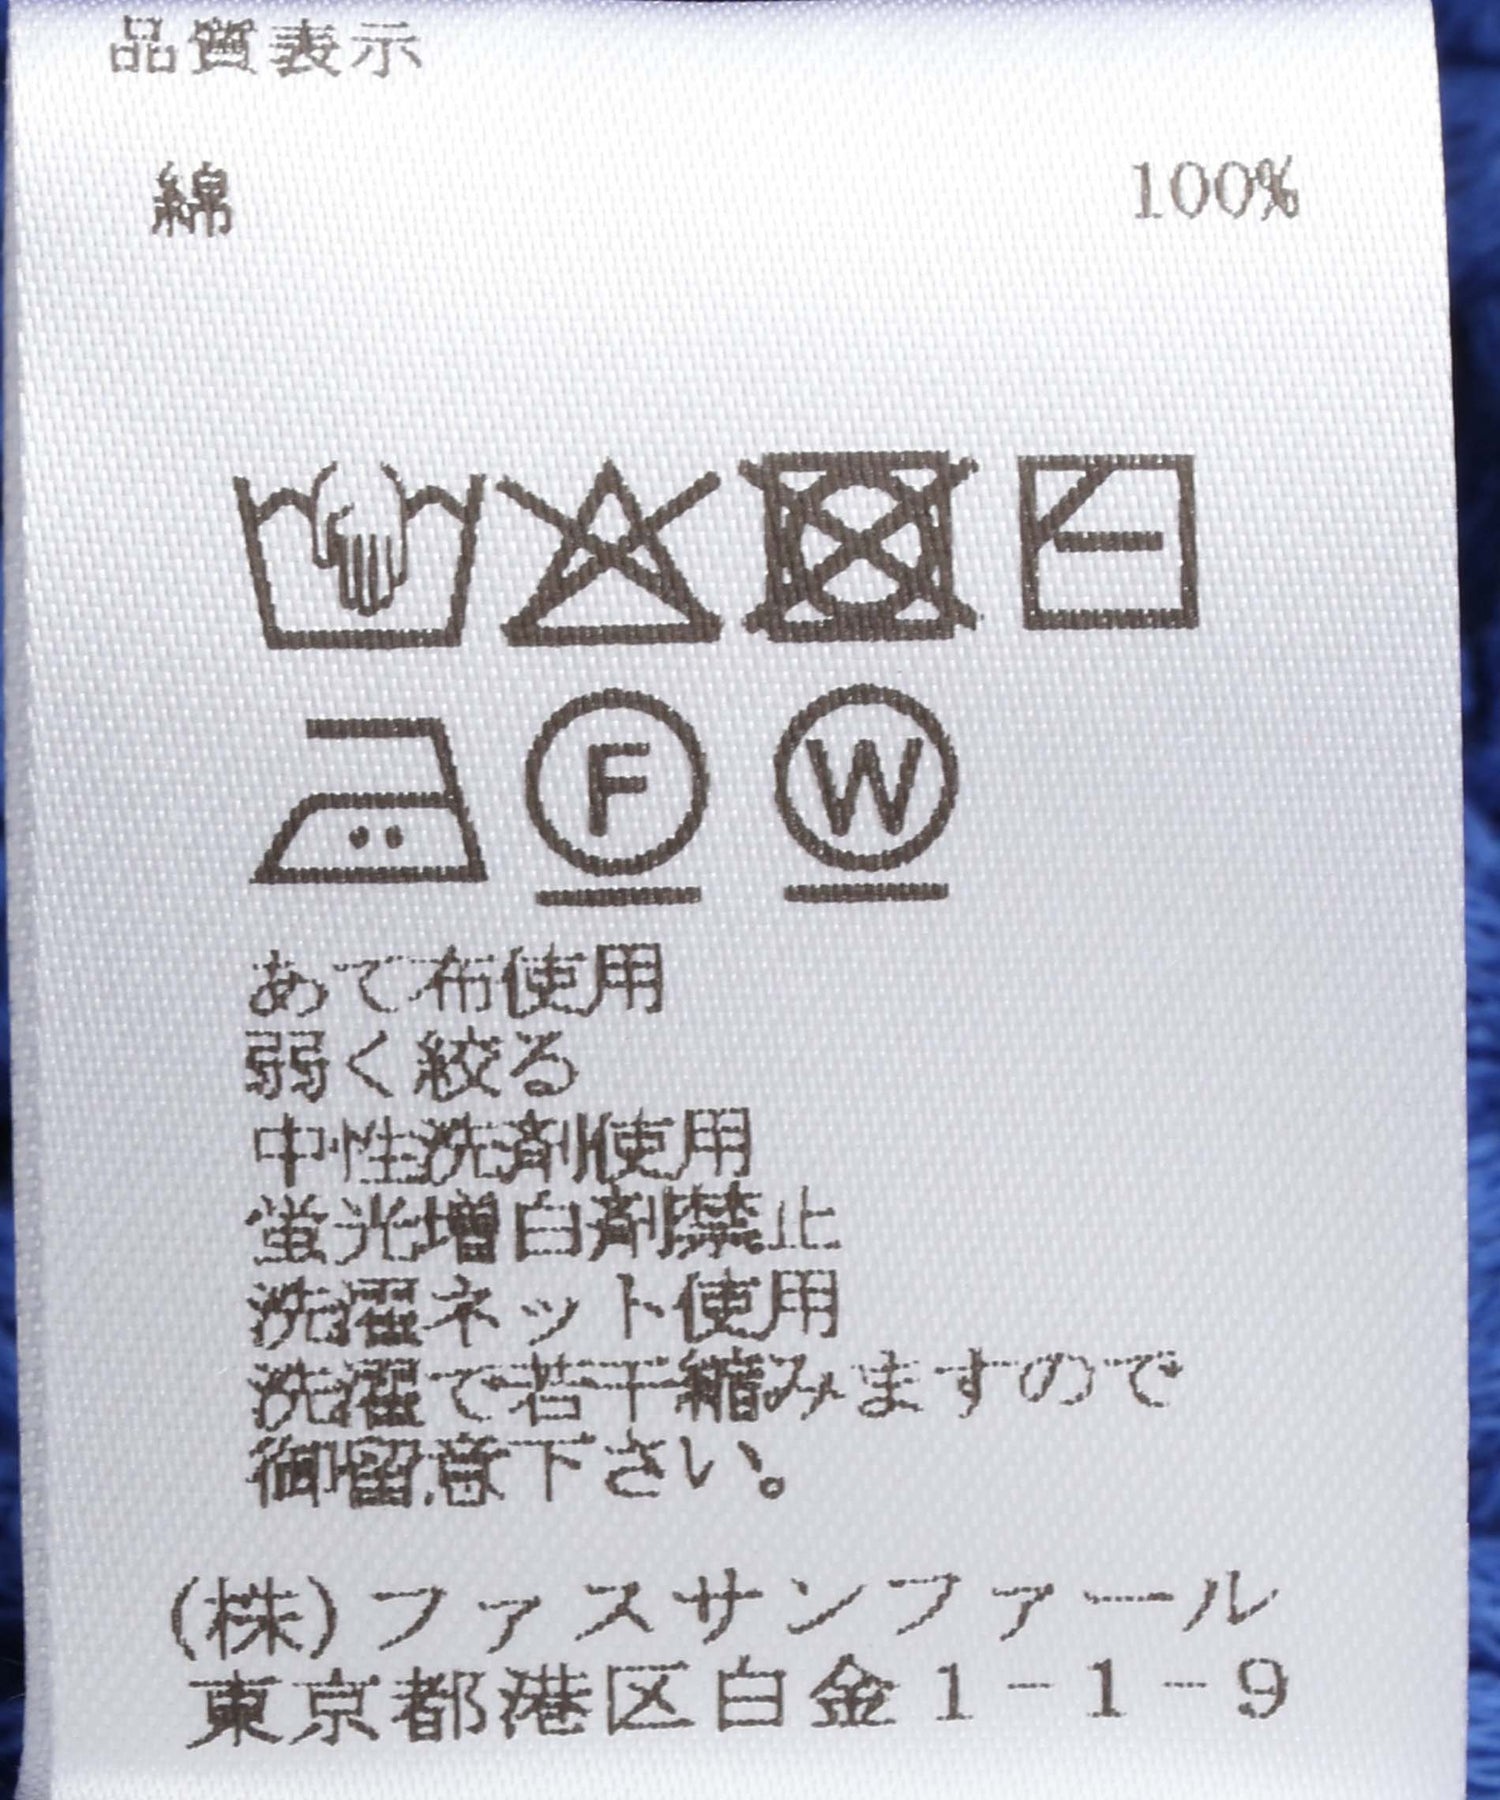 品質表示
綿 100%
F W
あて布使用
弱く絞る
中性洗剤使用
蛍光増白剤禁止
洗濯ネット使用
洗濯で若干縮みますので
御留意下さい。
(株)ファスサンファール
東京都港区白金1-1-9